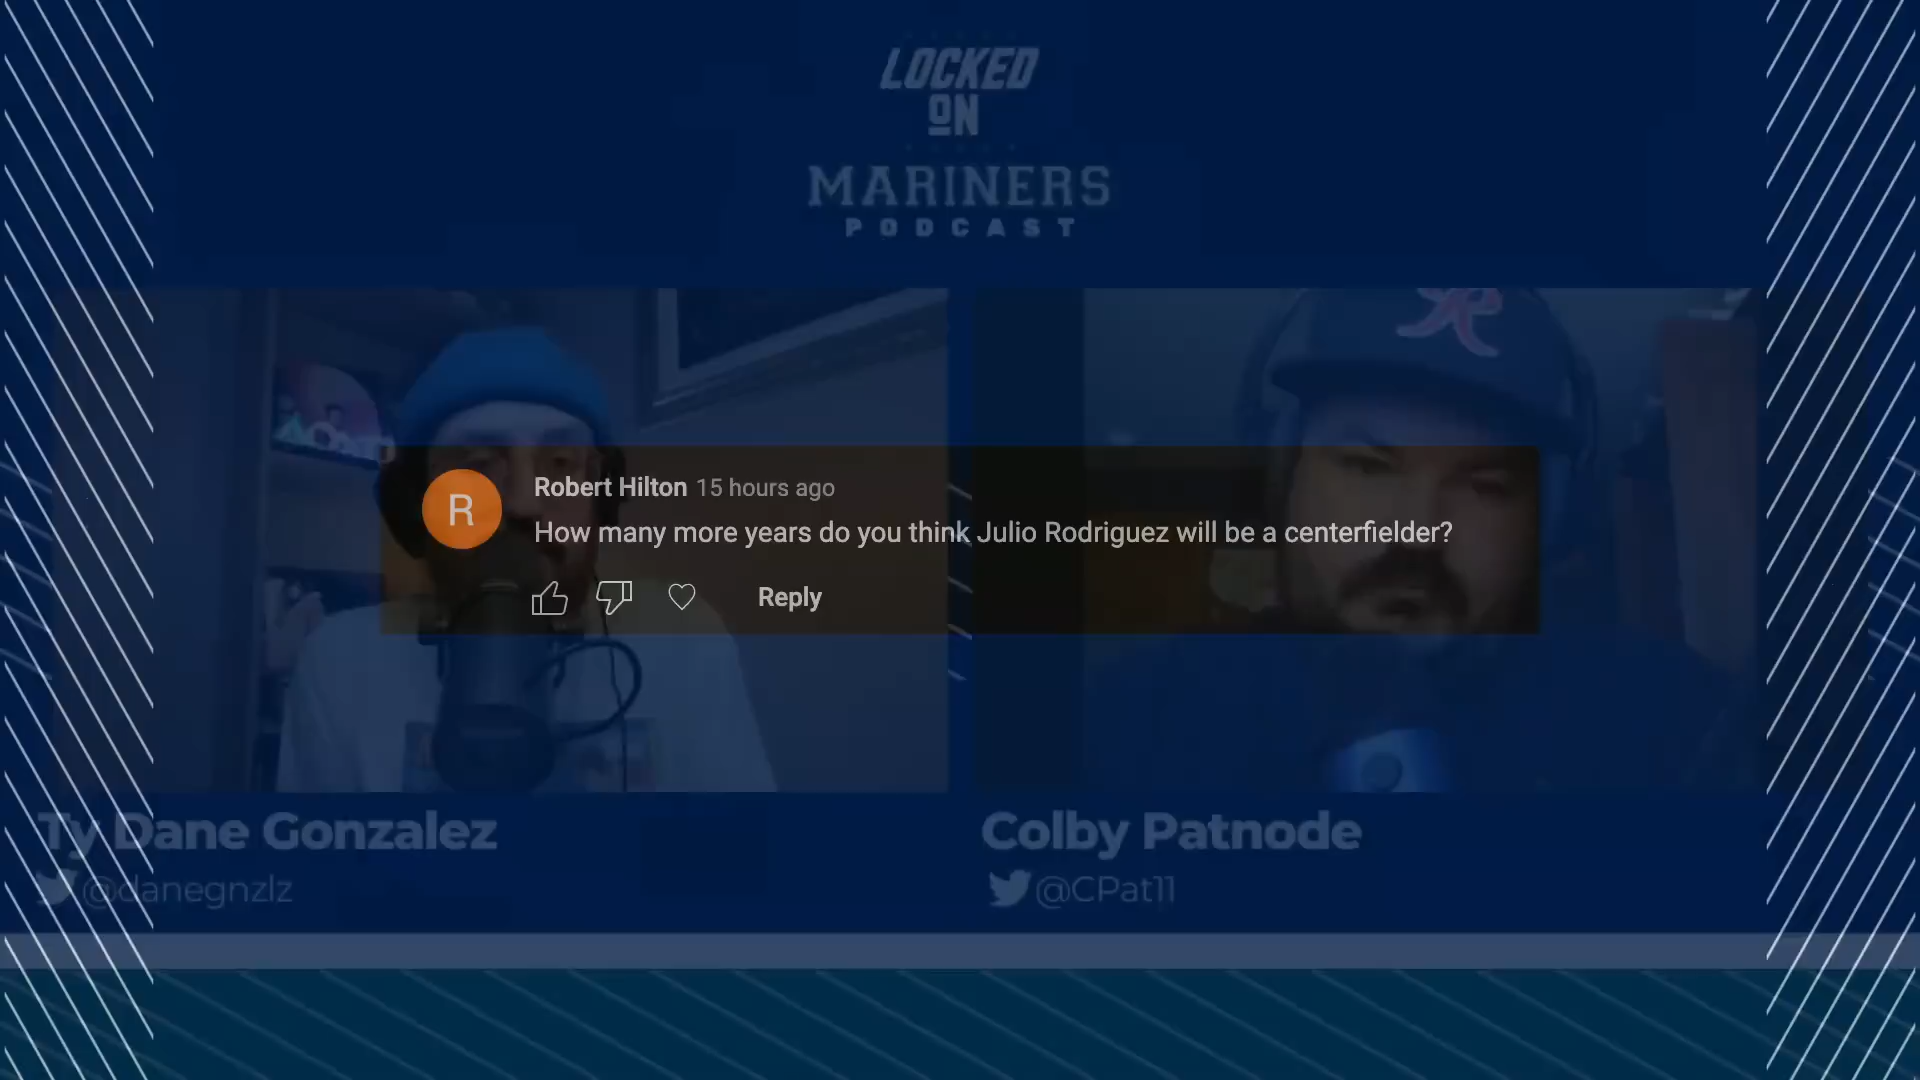 LOCKED
ON
MARINERS
PODCAST
R
Robert Hilton 15 hours ago
How many more years do you think Julio Rodriguez will be a centerfielder?
Reply
Ty Dane Gonzalez
@danegnzlz
Colby Patnode
@CPat11